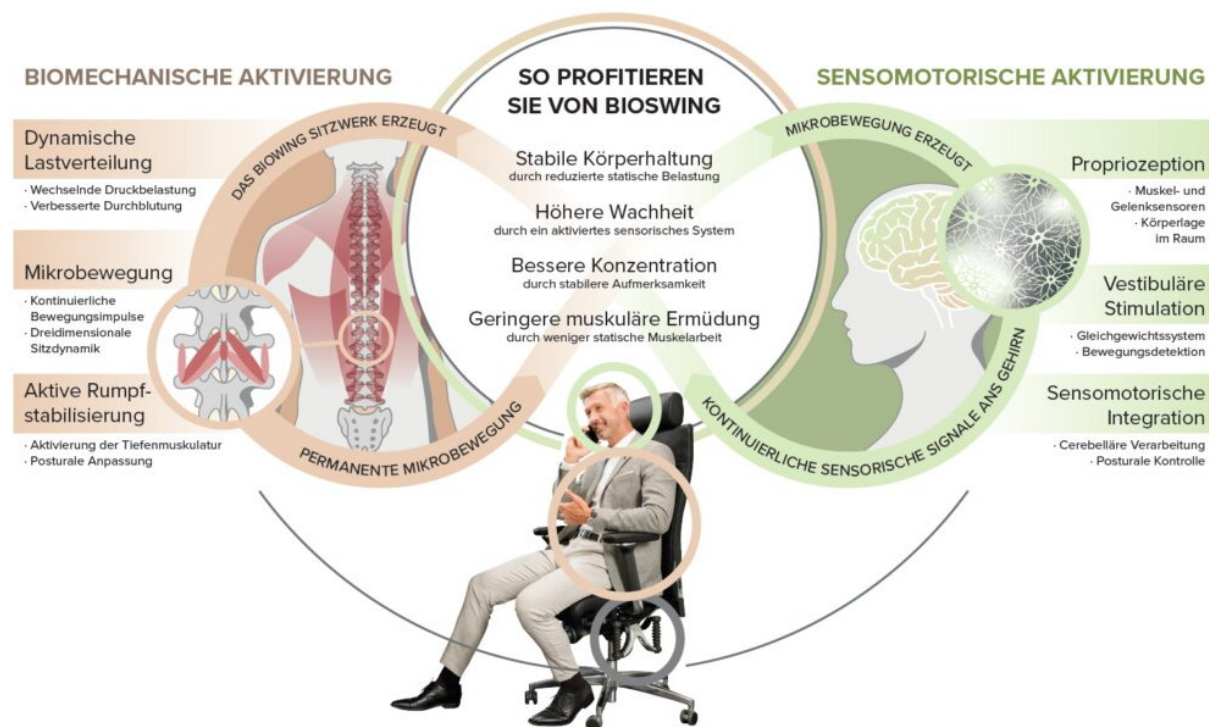 BIOMECHANISCHE AKTIVIERUNG
DAS BIOWING SITZWERK ERZEUGT
Dynamische
Lastverteilung
· Wechselnde Druckbelastung
· Verbesserte Durchblutung
Mikrobewegung
· Kontinuierliche
Bewegungsimpulse
· Dreidimensionale
Sitzdynamik
Aktive Rumpf-
stabilisierung
· Aktivierung der Tiefenmuskulatur
· Posturale Anpassung
PERMANENTE MIKROBEWEGUNG
SO PROFITIEREN
SIE VON BIOSWING
Stabile Körperhaltung
durch reduzierte statische Belastung
Höhere Wachheit
durch ein aktiviertes sensorisches System
Bessere Konzentration
durch stabilere Aufmerksamkeit
Geringere muskuläre Ermüdung
durch weniger statische Muskelarbeit
SENSOMOTORISCHE AKTIVIERUNG
MIKROBEWEGUNG ERZEUGT
Propriozeption
· Muskel- und
Gelenksensoren
· Körperlage
im Raum
Vestibuläre
Stimulation
· Gleichgewichtssystem
· Bewegungsdetektion
Sensomotorische
Integration
· Cerebelläre Verarbeitung
· Posturale Kontrolle
KONTINUIERLICHE SENSORISCHE SIGNALE ANS GEHIRN